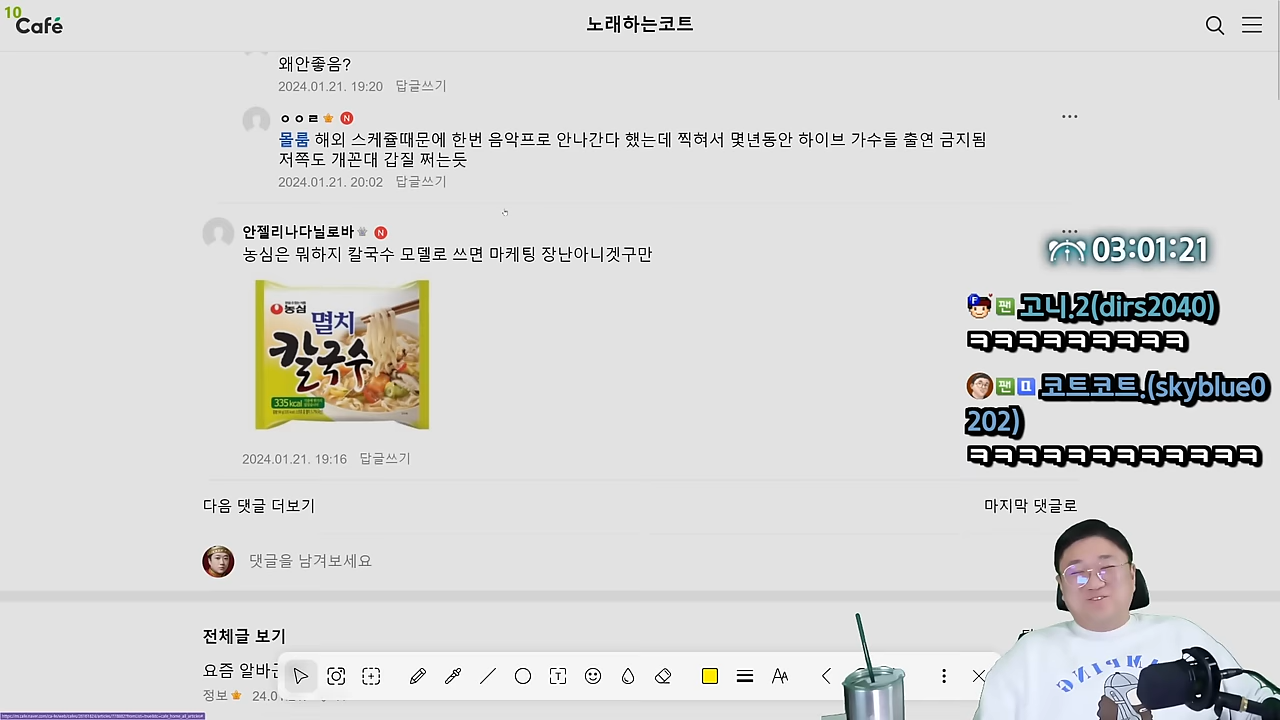 10
Café
노래하는코트
왜안좋음?
2024.01.21. 19:20 답글쓰기
ㅇㅇㄹ N
몰룸 해외 스케쥴때문에 한번 음악프로 안나간다 했는데 찍혀서 몇년동안 하이브 가수들 출연 금지됨
저쪽도 개꼰대 갑질 쩌는듯
2024.01.21. 20:02 답글쓰기
안젤리나다닐로바 N
농심은 뭐하지 칼국수 모델로 쓰면 마케팅 장난아니겟구만
농심
멸치
칼국수
335 kcal
2024.01.21. 19:16 답글쓰기
다음 댓글 더보기
마지막 댓글로
댓글을 남겨보세요
전체글 보기
요즘 알바
정보
24.0
03:01:21
팬 고니.2(dirs2040)
ㅋㅋㅋㅋㅋㅋㅋㅋㅋ
팬 코트코트.(skyblue0
202)
ㅋㅋㅋㅋㅋㅋㅋㅋㅋㅋㅋㅋ